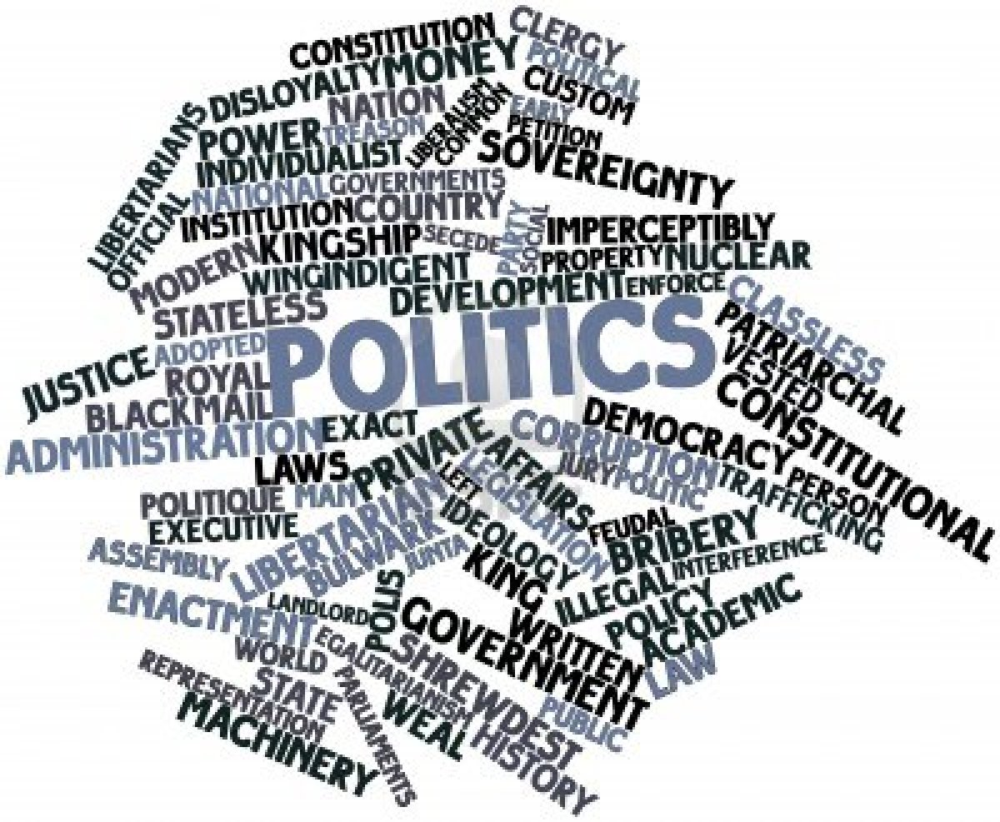 CONSTITUTION
CLERGY
DISLOYALTY
MONEY
POLITICAL
CUSTOM
NATION
LIBERALISM
COMMON
EARLY
PETITION
LIBERTARIANS
POWER
TREASON
SOVEREIGNTY
INDIVIDUALIST
OFFICIAL
NATIONAL
GOVERNMENTS
INSTITUTION
COUNTRY
PARTY
SOCIAL
IMPERCEPTIBLY
MODERN
KINGSHIP
SECEDE
PROPERTY
NUCLEAR
WING
INDIGENT
DEVELOPMENT
ENFORCE
CLASSLESS
STATELESS
PATRIARCHAL
JUSTICE
ADOPTED
POLITICS
VESTED
ROYAL
CONSTITUTIONAL
BLACKMAIL
ADMINISTRATION
EXACT
PRIVATE
AFFAIRS
CORRUPTION
DEMOCRACY
LAWS
LEFT
LEGISLATION
JURY
POLITIC
TRAFFICKING
PERSON
POLITIQUE
MAN
LIBERTARIAN
EXECUTIVE
BULWARK
IDEOLOGY
FEUDAL
BRIBERY
ASSEMBLY
JUNTA
KING
ILLEGAL
INTERFERENCE
ENACTMENT
LANDLORD
POLIS
GOVERNMENT
WRITTEN
POLICY
ACADEMIC
WORLD
EGALITARIANISM
SHREWDEST
LAW
REPRESENTATION
STATE
PARLIAMENTS
WEAL
PUBLIC
MACHINERY
HISTORY